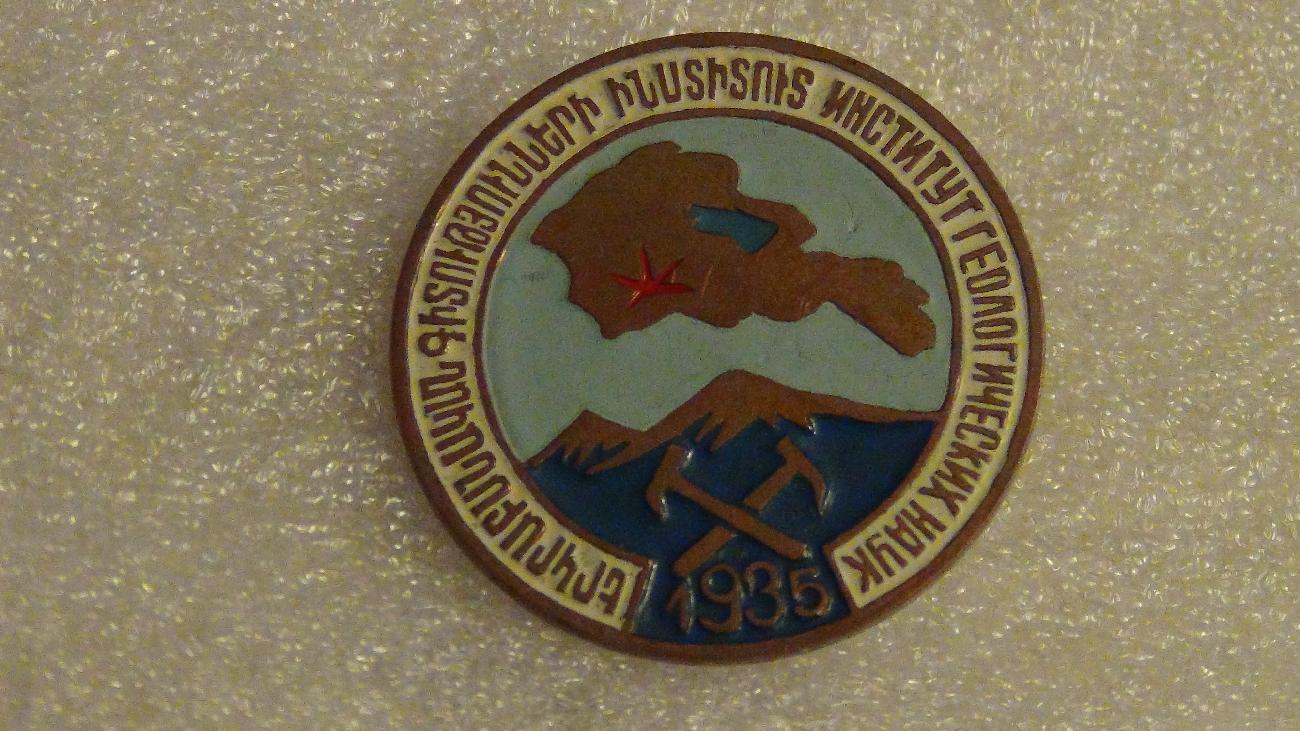 ԵՐԿՐԱԲԱՆԱԿԱՆ ԳԻՏՈՒԹՅՈՒՆՆԵՐԻ ԻՆՍՏԻՏՈՒՏ
ИНСТИТУТ ГЕОЛОГИЧЕСКИХ НАУК
1935